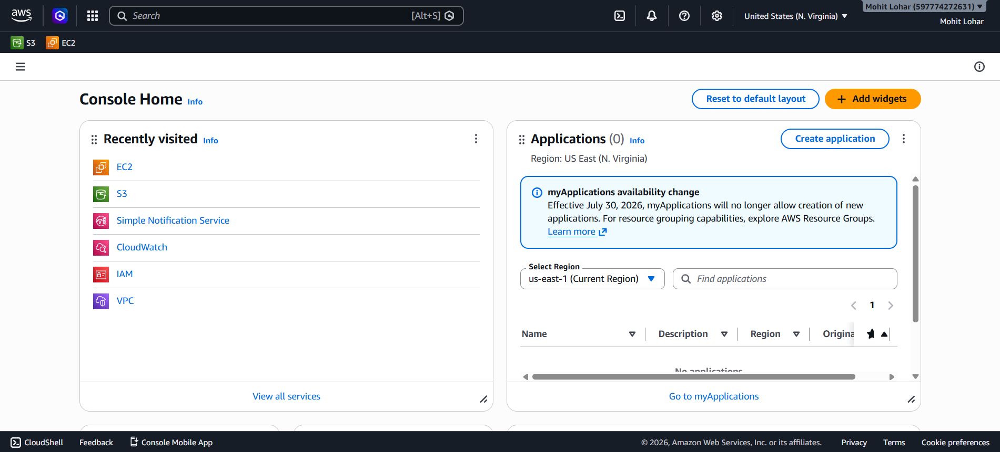 aws
Search [Alt+S]
United States (N. Virginia)
Mohit Lohar (597774272631)
Mohit Lohar
S3
EC2
Console Home Info
Reset to default layout
Add widgets
Recently visited Info
EC2
S3
Simple Notification Service
CloudWatch
IAM
VPC
View all services
Applications (0) Info
Create application
Region: US East (N. Virginia)
myApplications availability change
Effective July 30, 2026, myApplications will no longer allow creation of new
applications. For resource grouping capabilities, explore AWS Resource Groups.
Learn more
Select Region
us-east-1 (Current Region)
Find applications
1
Name Description Region Origina
No applications
Go to myApplications
CloudShell Feedback Console Mobile App © 2026, Amazon Web Services, Inc. or its affiliates. Privacy Terms Cookie preferences